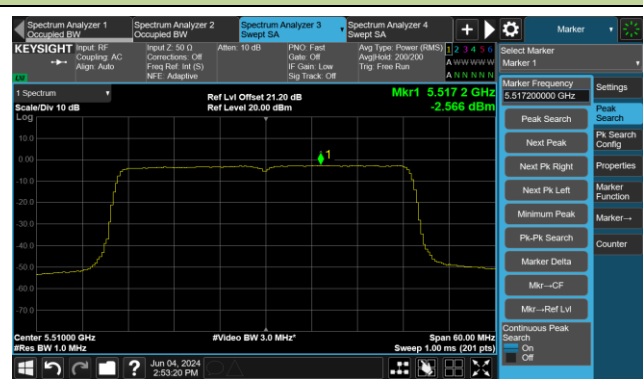 Spectrum Analyzer 1
Occupied BW
Spectrum Analyzer 2
Occupied BW
Spectrum Analyzer 3
Swept SA
Spectrum Analyzer 4
Swept SA
Marker
KEYSIGHT
Input: RF
Coupling: AC
Align: Auto
Input Z: 50 Ω
Corrections: Off
Freq Ref: Int (S)
NFE: Adaptive
Atten: 10 dB
PNO: Fast
Gate: Off
IF Gain: Low
Sig Track: Off
Avg Type: Power (RMS)
Avg|Hold: 200/200
Trig: Free Run
1 2 3 4 5 6
A W W W W W
A N N N N N
LXI
Select Marker
Marker 1
1 Spectrum
Scale/Div 10 dB
Ref Lvl Offset 21.20 dB
Ref Level 20.00 dBm
Mkr1 5.517 2 GHz
-2.566 dBm
Log
10.0
0.00
-10.0
-20.0
-30.0
-40.0
-50.0
-60.0
-70.0
1
Center 5.51000 GHz
#Res BW 1.0 MHz
#Video BW 3.0 MHz*
Span 60.00 MHz
Sweep 1.00 ms (201 pts)
Marker Frequency
5.517200000 GHz
Peak Search
Next Peak
Next Pk Right
Next Pk Left
Minimum Peak
Pk-Pk Search
Marker Delta
Mkr→CF
Mkr→Ref Lvl
Continuous Peak
Search
On
Off
Settings
Peak
Search
Pk Search
Config
Properties
Marker
Function
Marker→
Counter
Jun 04, 2024
2:53:20 PM